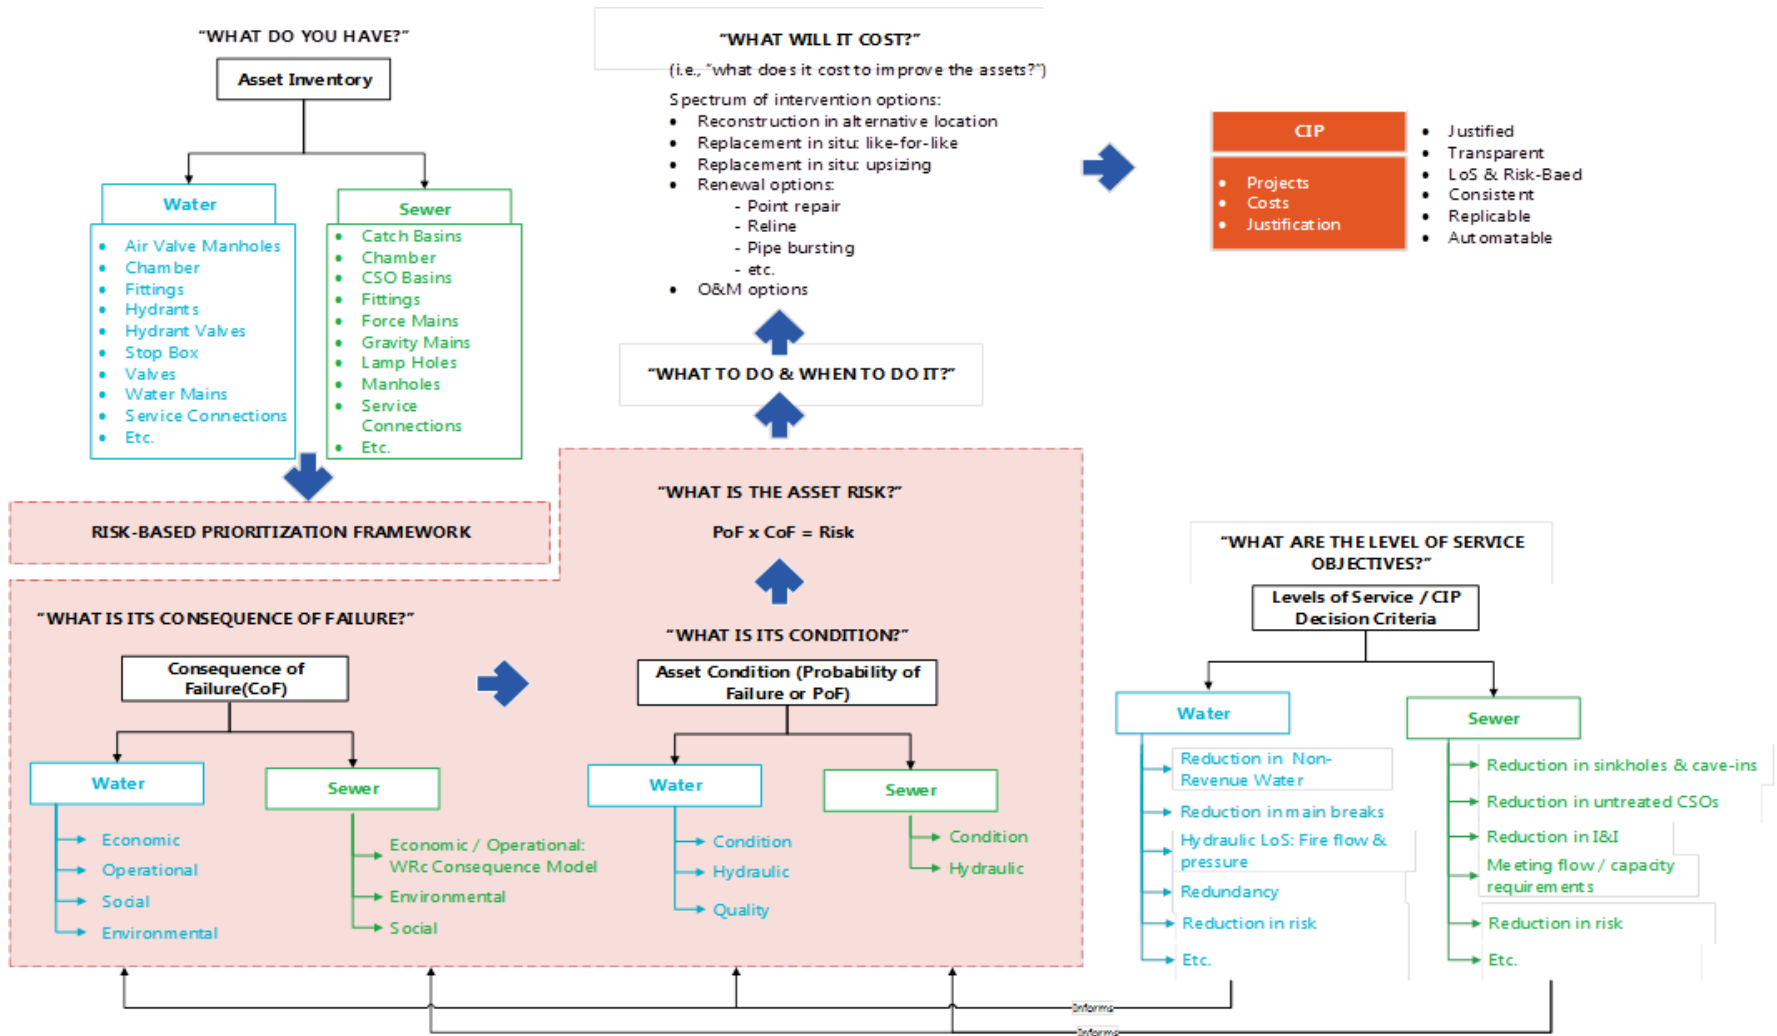 "WHAT DO YOU HAVE?"
Asset Inventory
Water
• Air Valve Manholes
• Chamber
• Fittings
• Hydrants
• Hydrant Valves
• Stop Box
• Valves
• Water Mains
• Service Connections
• Etc.
Sewer
• Catch Basins
• Chamber
• CSO Basins
• Fittings
• Force Mains
• Gravity Mains
• Lamp Holes
• Manholes
• Service
Connections
• Etc.
"WHAT WILL IT COST?"
(i.e., "what does it cost to improve the assets?")
Spectrum of intervention options:
• Reconstruction in alternative location
• Replacement in situ: like-for-like
• Replacement in situ: upsizing
• Renewal options:
- Point repair
- Reline
- Pipe bursting
- etc.
• O&M options
CIP
• Projects
• Costs
• Justification
• Justified
• Transparent
• LoS & Risk-Baed
• Consistent
• Replicable
• Automatable
"WHAT TO DO & WHEN TO DO IT?"
RISK-BASED PRIORITIZATION FRAMEWORK
"WHAT IS THE ASSET RISK?"
PoF x CoF = Risk
"WHAT IS ITS CONSEQUENCE OF FAILURE?"
Consequence of
Failure(CoF)
Water
Economic
Operational
Social
Environmental
Sewer
Economic / Operational:
WRc Consequence Model
Environmental
Social
"WHAT IS ITS CONDITION?"
Asset Condition (Probability of
Failure or PoF)
Water
Condition
Hydraulic
Quality
Sewer
Condition
Hydraulic
"WHAT ARE THE LEVEL OF SERVICE
OBJECTIVES?"
Levels of Service / CIP
Decision Criteria
Water
Reduction in Non-
Revenue Water
Reduction in main breaks
Hydraulic LoS: Fire flow &
pressure
Redundancy
Reduction in risk
Etc.
Sewer
Reduction in sinkholes & cave-ins
Reduction in untreated CSOs
Reduction in I&I
Meeting flow / capacity
requirements
Reduction in risk
Etc.
Informs
Informs